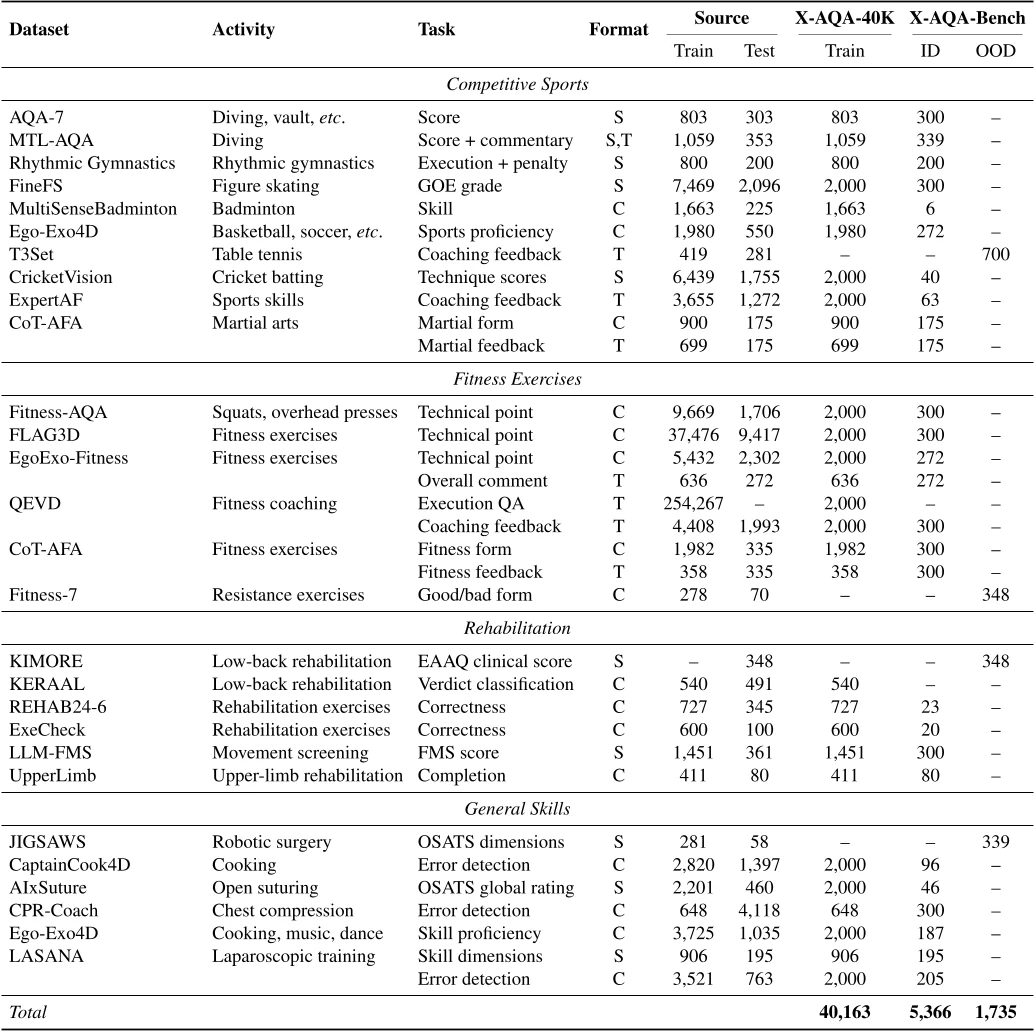 Dataset Activity Task Format Source X-AQA-40K X-AQA-Bench
Train Test Train ID OOD
Competitive Sports
AQA-7 Diving, vault, etc. Score S 803 303 803 300 –
MTL-AQA Diving Score + commentary S,T 1,059 353 1,059 339 –
Rhythmic Gymnastics Rhythmic gymnastics Execution + penalty S 800 200 800 200 –
FineFS Figure skating GOE grade S 7,469 2,096 2,000 300 –
MultiSenseBadminton Badminton Skill C 1,663 225 1,663 6 –
Ego-Exo4D Basketball, soccer, etc. Sports proficiency C 1,980 550 1,980 272 –
T3Set Table tennis Coaching feedback T 419 281 – – 700
CricketVision Cricket batting Technique scores S 6,439 1,755 2,000 40 –
ExpertAF Sports skills Coaching feedback T 3,655 1,272 2,000 63 –
CoT-AFA Martial arts Martial form C 900 175 900 175 –
Martial feedback T 699 175 699 175 –
Fitness Exercises
Fitness-AQA Squats, overhead presses Technical point C 9,669 1,706 2,000 300 –
FLAG3D Fitness exercises Technical point C 37,476 9,417 2,000 300 –
EgoExo-Fitness Fitness exercises Technical point C 5,432 2,302 2,000 272 –
Overall comment T 636 272 636 272 –
QEVD Fitness coaching Execution QA T 254,267 – 2,000 – –
Coaching feedback T 4,408 1,993 2,000 300 –
CoT-AFA Fitness exercises Fitness form C 1,982 335 1,982 300 –
Fitness feedback T 358 335 358 300 –
Fitness-7 Resistance exercises Good/bad form C 278 70 – – 348
Rehabilitation
KIMORE Low-back rehabilitation EAAQ clinical score S – 348 – – 348
KERAAL Low-back rehabilitation Verdict classification C 540 491 540 – –
REHAB24-6 Rehabilitation exercises Correctness C 727 345 727 23 –
ExeCheck Rehabilitation exercises Correctness C 600 100 600 20 –
LLM-FMS Movement screening FMS score S 1,451 361 1,451 300 –
UpperLimb Upper-limb rehabilitation Completion C 411 80 411 80 –
General Skills
JIGSAWS Robotic surgery OSATS dimensions S 281 58 – – 339
CaptainCook4D Cooking Error detection C 2,820 1,397 2,000 96 –
AIxSuture Open suturing OSATS global rating S 2,201 460 2,000 46 –
CPR-Coach Chest compression Error detection C 648 4,118 648 300 –
Ego-Exo4D Cooking, music, dance Skill proficiency C 3,725 1,035 2,000 187 –
LASANA Laparoscopic training Skill dimensions S 906 195 906 195 –
Error detection C 3,521 763 2,000 205 –
Total 40,163 5,366 1,735